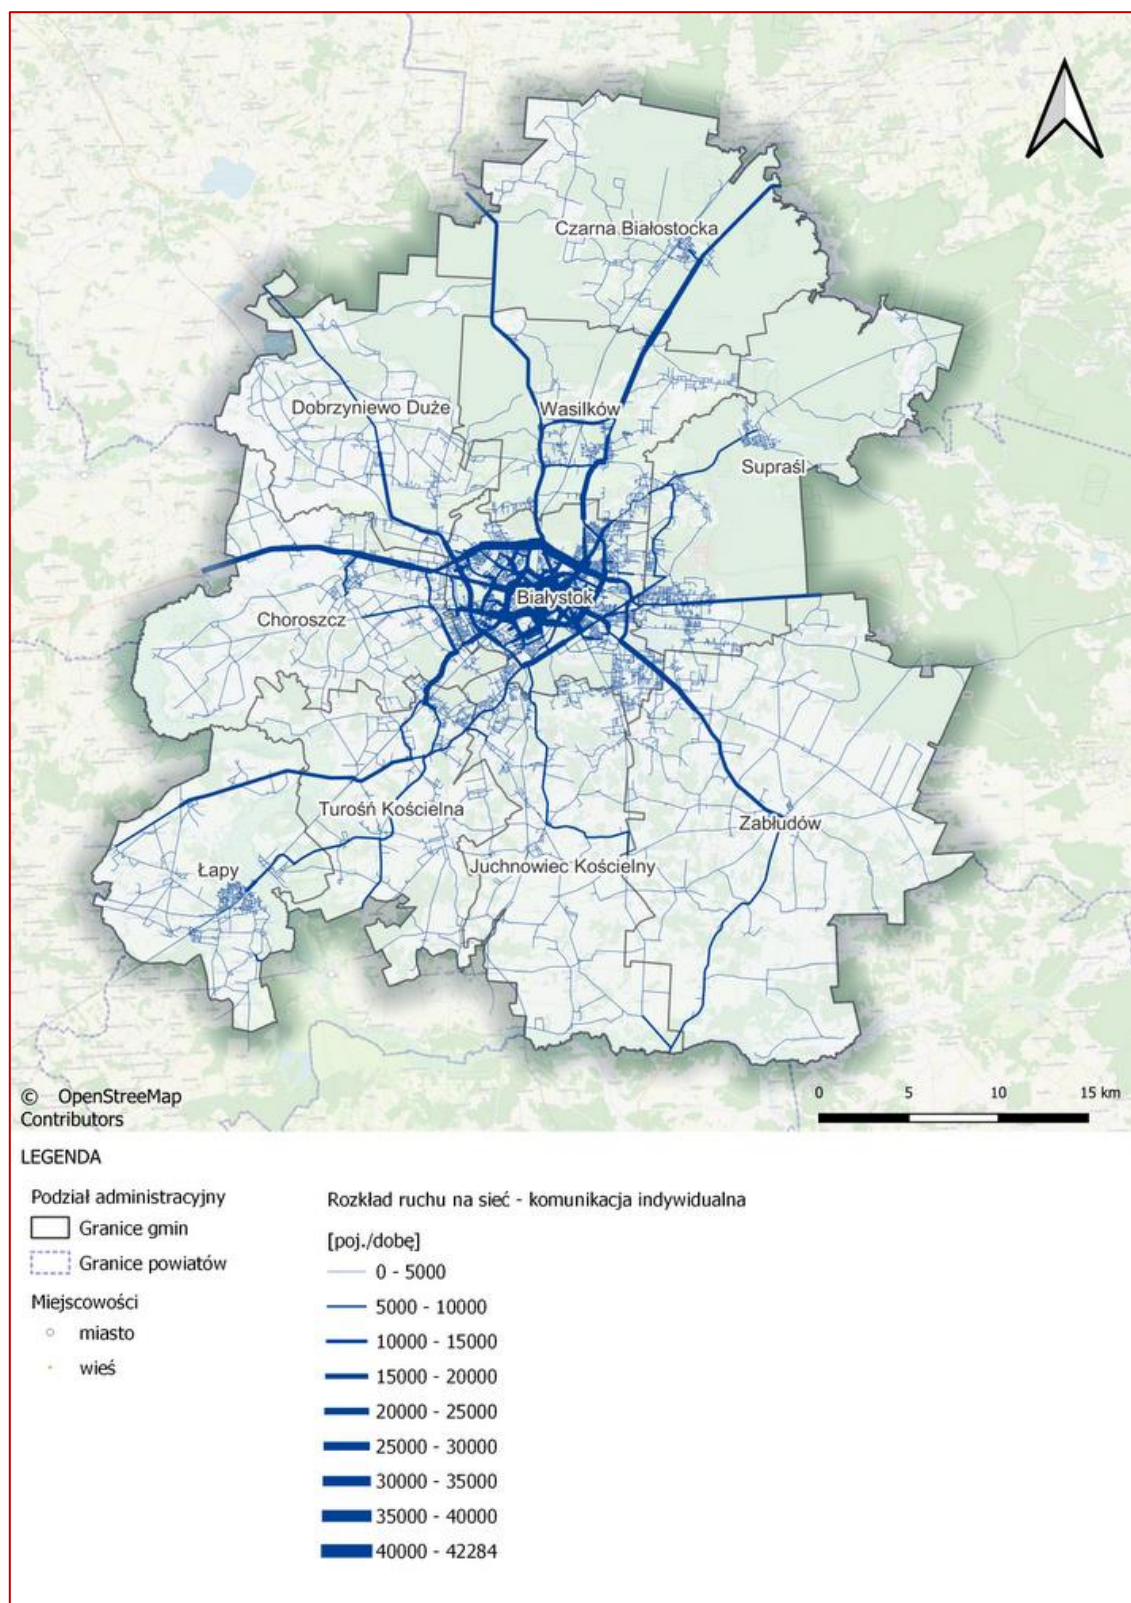 Czarna Białostocka
Dobrzyniewo Duże
Wasilków
Supraśl
Białystok
Choroszcz
Turośń Kościelna
Zabłudów
Łapy
Juchnowiec Kościelny
© OpenStreeMap
Contributors
0 5 10 15 km
LEGENDA
Podział administracyjny
Granice gmin
Granice powiatów
Miejscowości
miasto
wieś
Rozkład ruchu na sieć - komunikacja indywidualna
[poj./dobę]
0 - 5000
5000 - 10000
10000 - 15000
15000 - 20000
20000 - 25000
25000 - 30000
30000 - 35000
35000 - 40000
40000 - 42284